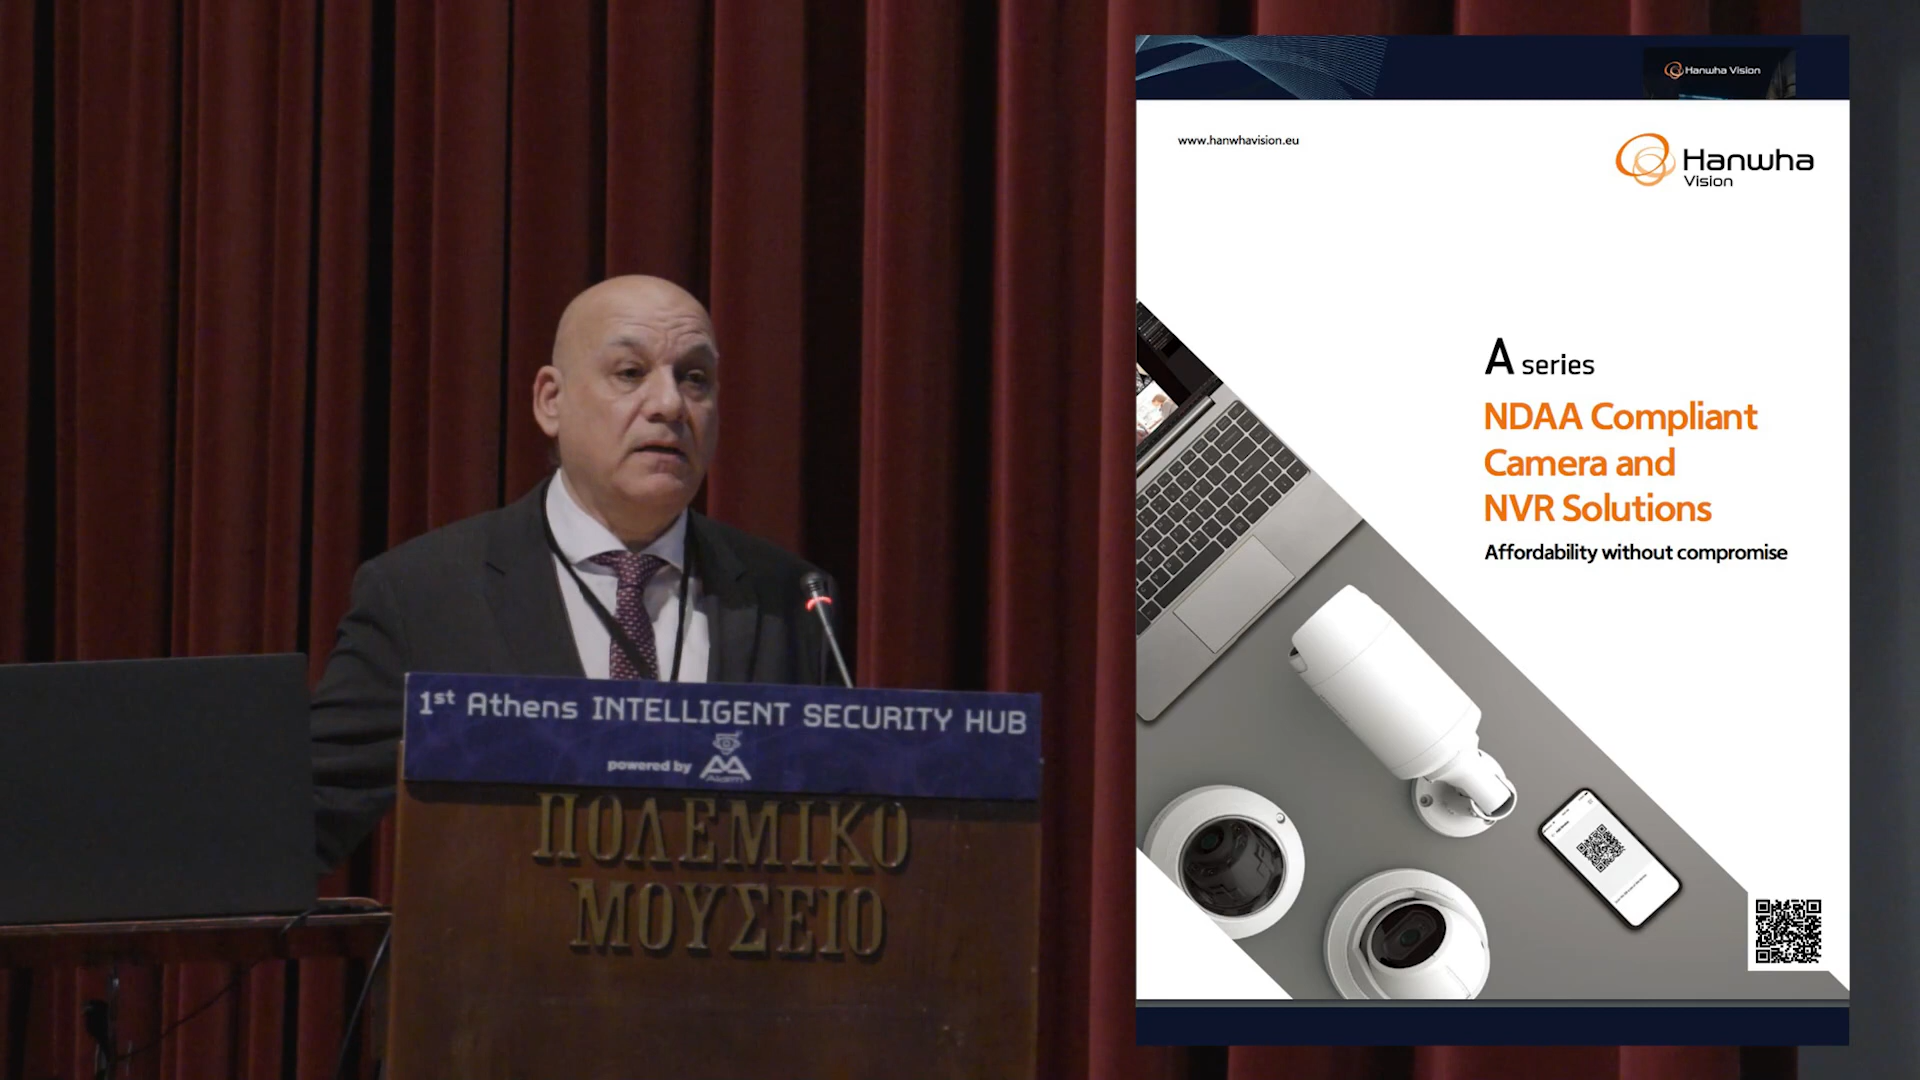 1st Athens INTELLIGENT SECURITY HUB
powered by
Alarm
ΠΟΛΕΜΙΚΟ
ΜΟΥΣΕΙΟ
Hanwha Vision
www.hanwhavision.eu
Hanwha
Vision
A series
NDAA Compliant
Camera and
NVR Solutions
Affordability without compromise